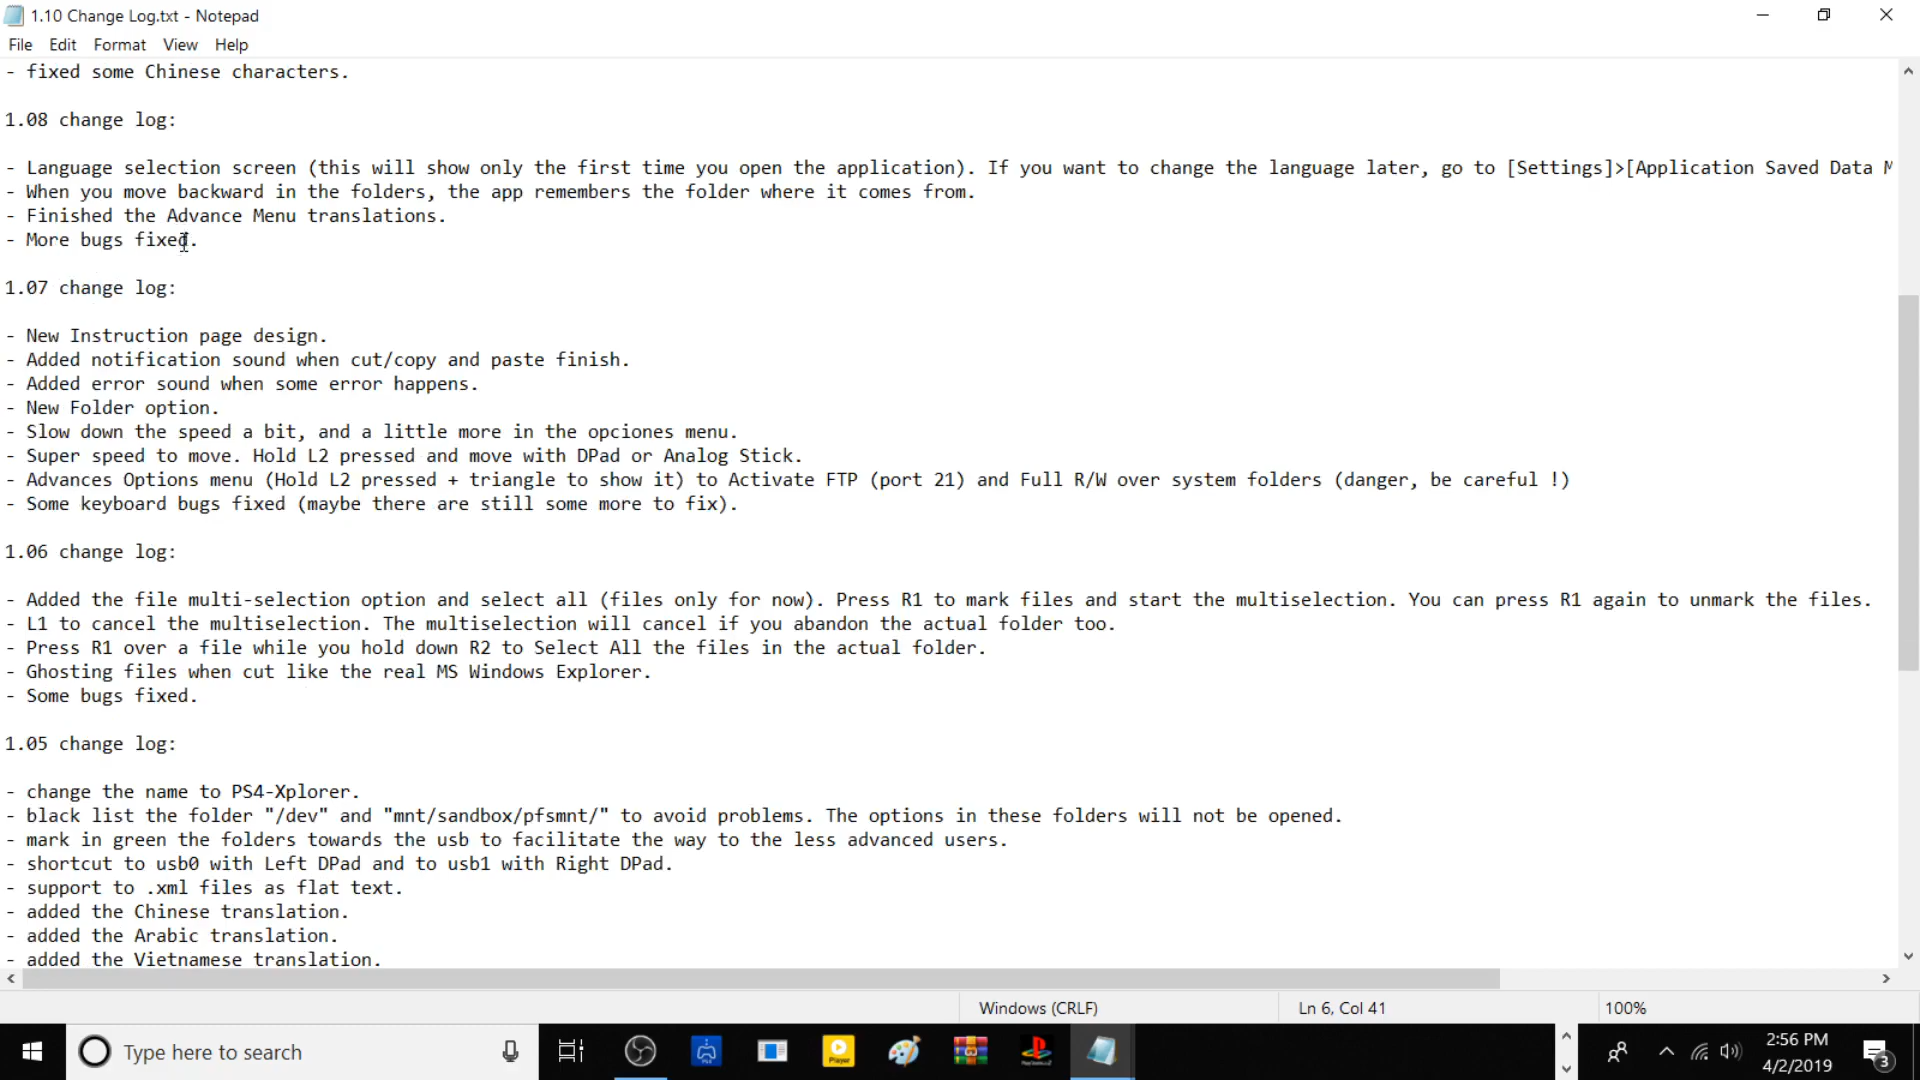 1.10 Change Log.txt - Notepad
File Edit Format View Help
- fixed some Chinese characters.
1.08 change log:
- Language selection screen (this will show only the first time you open the application). If you want to change the language later, go to [Settings]>[Application Saved Data M
- When you move backward in the folders, the app remembers the folder where it comes from.
- Finished the Advance Menu translations.
- More bugs fixed.
1.07 change log:
- New Instruction page design.
- Added notification sound when cut/copy and paste finish.
- Added error sound when some error happens.
- New Folder option.
- Slow down the speed a bit, and a little more in the opciones menu.
- Super speed to move. Hold L2 pressed and move with DPad or Analog Stick.
- Advances Options menu (Hold L2 pressed + triangle to show it) to Activate FTP (port 21) and Full R/W over system folders (danger, be careful !)
- Some keyboard bugs fixed (maybe there are still some more to fix).
1.06 change log:
- Added the file multi-selection option and select all (files only for now). Press R1 to mark files and start the multiselection. You can press R1 again to unmark the files.
- L1 to cancel the multiselection. The multiselection will cancel if you abandon the actual folder too.
- Press R1 over a file while you hold down R2 to Select All the files in the actual folder.
- Ghosting files when cut like the real MS Windows Explorer.
- Some bugs fixed.
1.05 change log:
- change the name to PS4-Xplorer.
- black list the folder "/dev" and "mnt/sandbox/pfsmnt/" to avoid problems. The options in these folders will not be opened.
- mark in green the folders towards the usb to facilitate the way to the less advanced users.
- shortcut to usb0 with Left DPad and to usb1 with Right DPad.
- support to .xml files as flat text.
- added the Chinese translation.
- added the Arabic translation.
- added the Vietnamese translation.
Windows (CRLF) Ln 6, Col 41 100%
Type here to search
Player
2:56 PM
4/2/2019
3